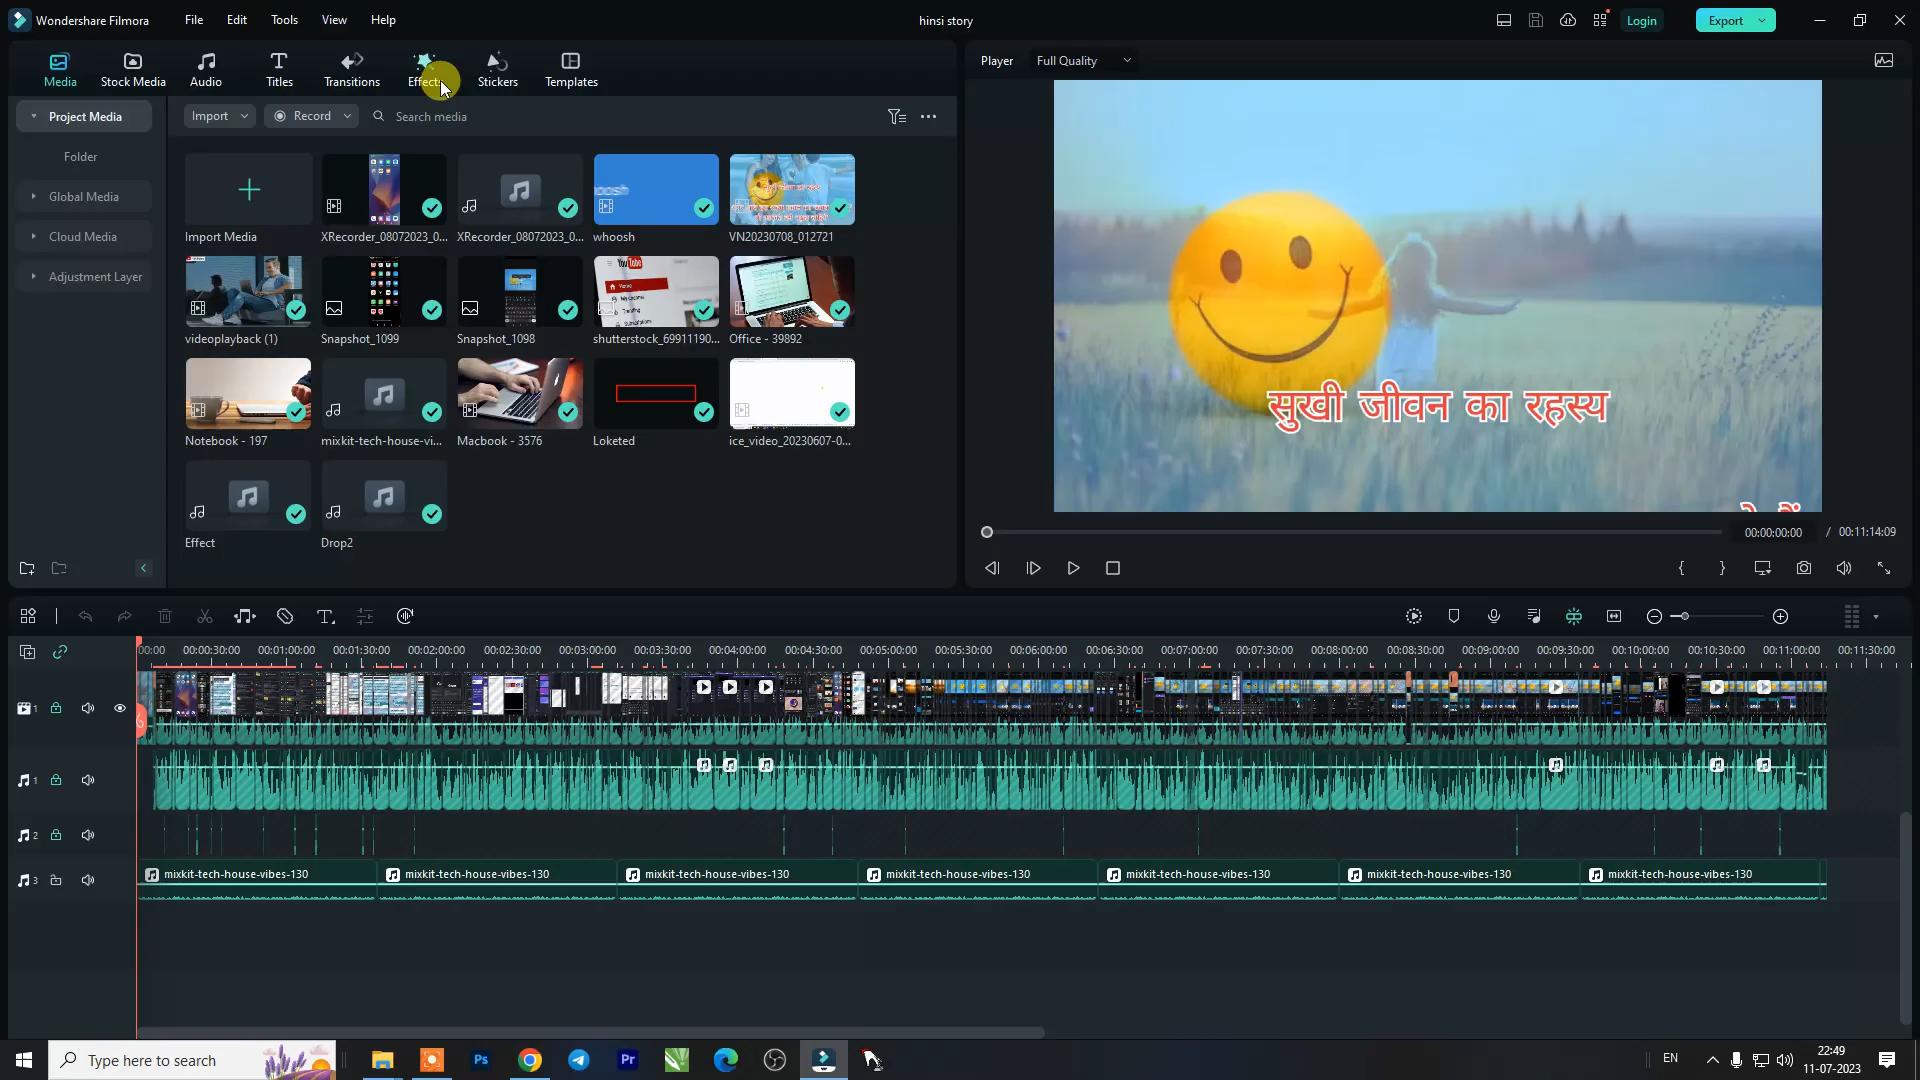 Wondershare Filmora File Edit Tools View Help hinsi story Login Export
Media Stock Media Audio Titles Transitions Effects Stickers Templates
Player Full Quality
Project Media Import Record Search media
Folder
Global Media
Cloud Media
Adjustment Layer
Import Media XRecorder_08072023_0... XRecorder_08072023_0... whoosh VN20230708_012721
videoplayback (1) Snapshot_1099 Snapshot_1098 shutterstock_69911190... Office - 39892
Notebook - 197 mixkit-tech-house-vi... Macbook - 3576 Loketed ice_video_20230607-0...
Effect Drop2
YouTube
Home
सुखी जीवन का रहस्य
00:00:00:00 / 00:11:14:09
00:00 00:00:30:00 00:01:00:00 00:01:30:00 00:02:00:00 00:02:30:00 00:03:00:00 00:03:30:00 00:04:00:00 00:04:30:00 00:05:00:00 00:05:30:00 00:06:00:00 00:06:30:00 00:07:00:00 00:07:30:00 00:08:00:00 00:08:30:00 00:09:00:00 00:09:30:00 00:10:00:00 00:10:30:00 00:11:00:00 00:11:30:00
1
1
2
3
mixkit-tech-house-vibes-130 mixkit-tech-house-vibes-130 mixkit-tech-house-vibes-130 mixkit-tech-house-vibes-130 mixkit-tech-house-vibes-130 mixkit-tech-house-vibes-130 mixkit-tech-house-vibes-130
Type here to search Ps Pr EN 22:49
11-07-2023